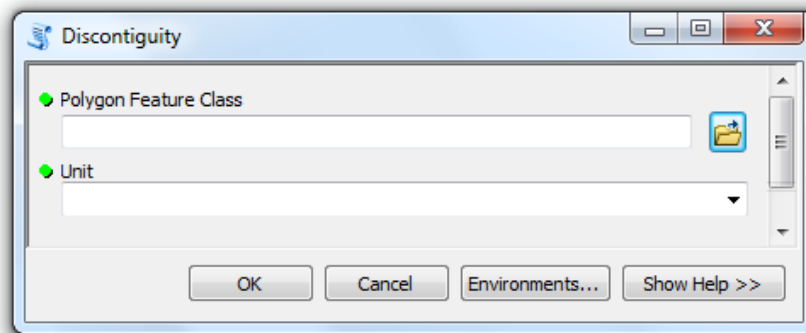 Discontiguity
Polygon Feature Class
Unit
OK Cancel Environments... Show Help >>